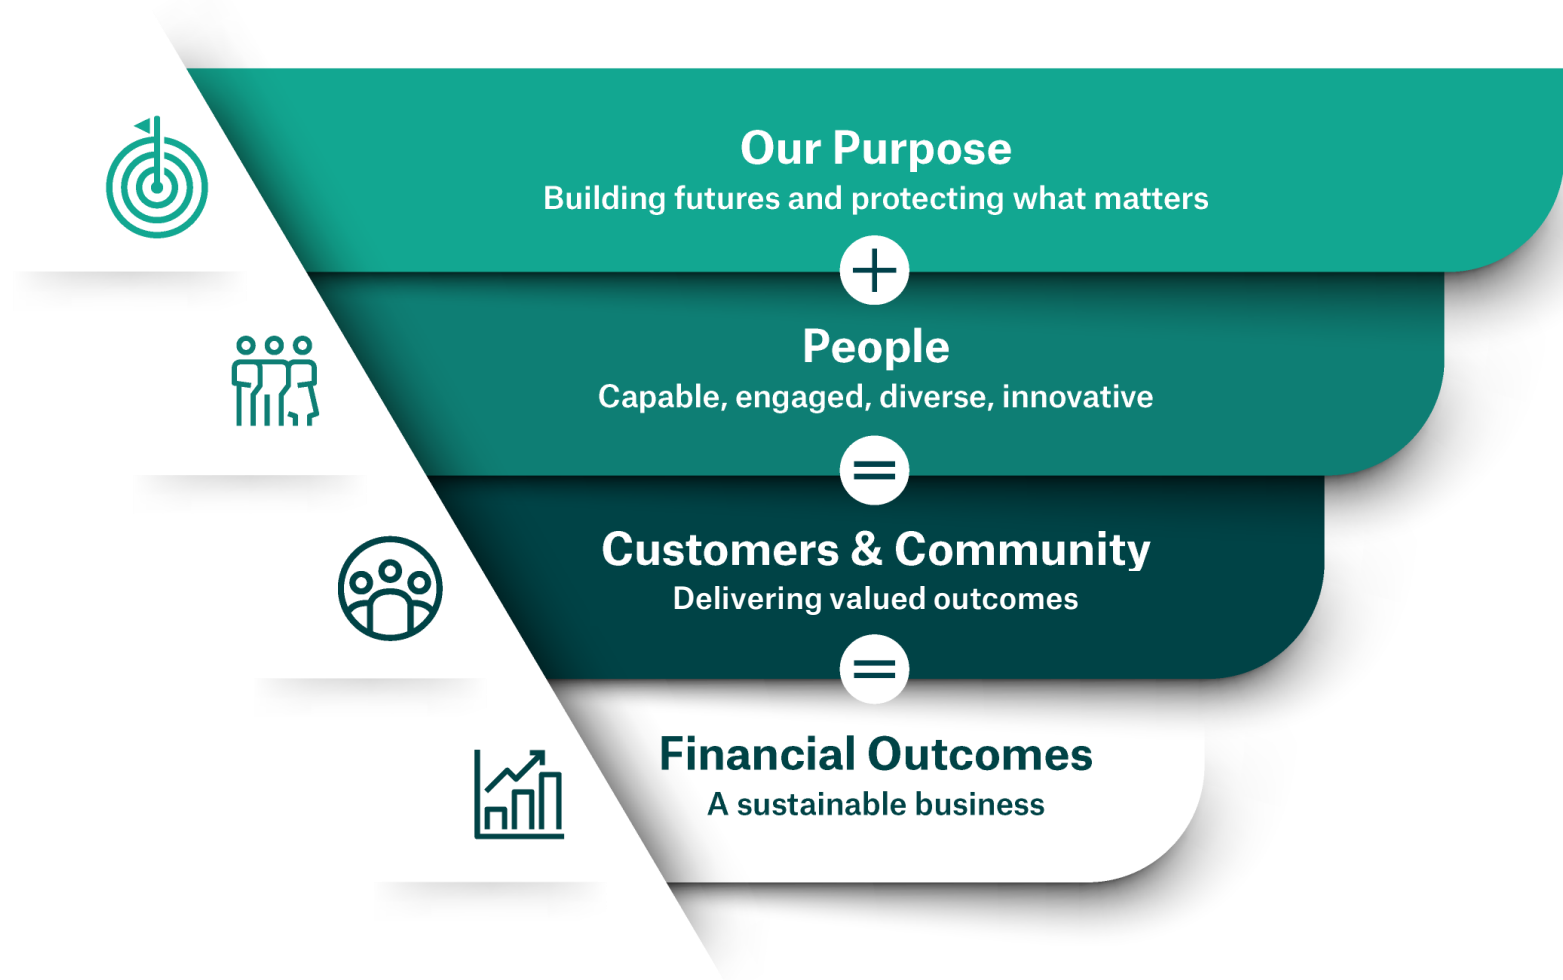 Our Purpose
Building futures and protecting what matters
+
People
Capable, engaged, diverse, innovative
=
Customers & Community
Delivering valued outcomes
=
Financial Outcomes
A sustainable business